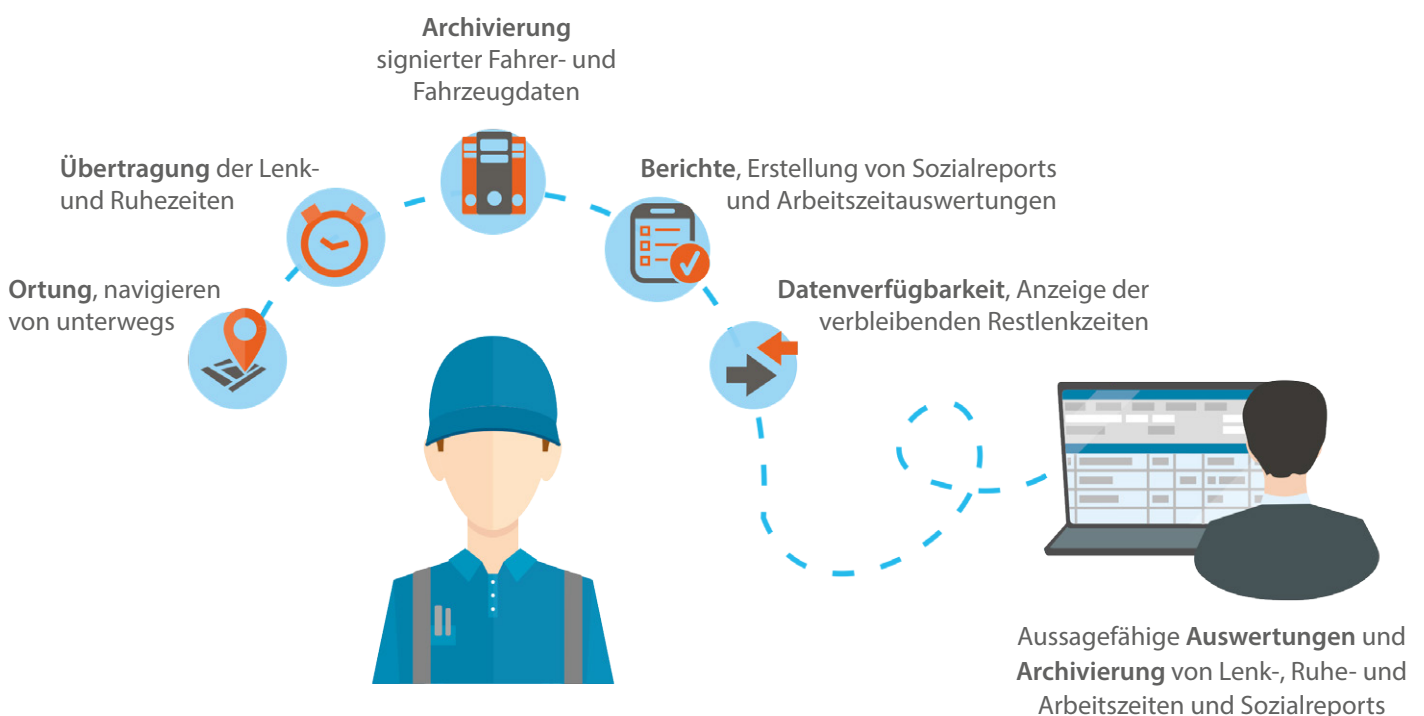 Archivierung
signierter Fahrer- und
Fahrzeugdaten
Übertragung der Lenk-
und Ruhezeiten
Berichte, Erstellung von Sozialreports
und Arbeitszeitauswertungen
Ortung, navigieren
von unterwegs
Datenverfügbarkeit, Anzeige der
verbleibenden Restlenkzeiten
Aussagefähige Auswertungen und
Archivierung von Lenk-, Ruhe- und
Arbeitszeiten und Sozialreports